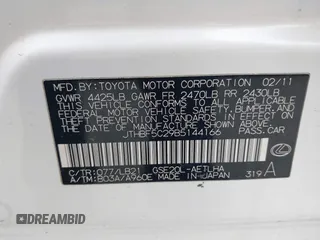 MFD.BY:TOYOTA MOTOR CORPORATION 02/11
GVWR 4425LB GAWR FR 2470LB RR 2430LB
THIS VEHICLE CONFORMS TO ALL APPLICABLE
FEDERAL MOTOR VEHICLE SAFETY, BUMPER, AND
THEFT PREVENTION STANDARDS IN EFFECT ON
THE DATE OF MANUFACTURE SHOWN ABOVE.
JTHBF5C29B5144166
PASS. CAR
C/TR:077/LB21 GSE20L-AETLHA
A/TM:B03A/A960E MADE IN JAPAN 319 A
autobidmaster